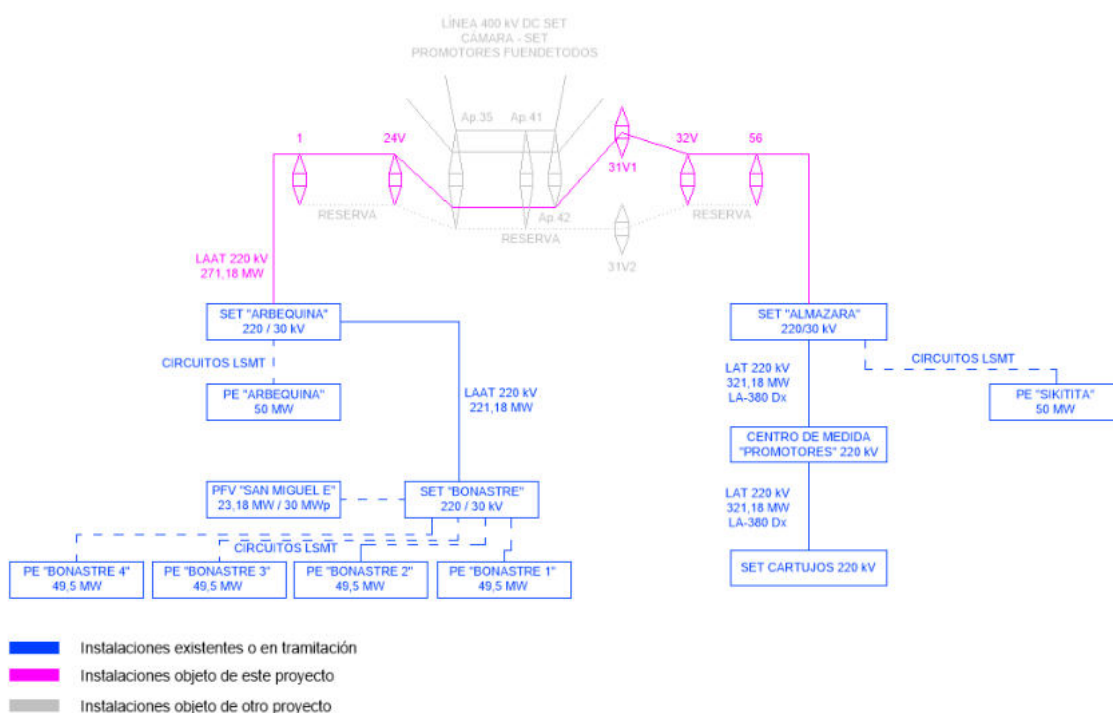 LÍNEA 400 kV DC SET
CÁMARA - SET
PROMOTORES FUENDETODOS
Ap.35
Ap.41
1
24V
32V
56
31V1
RESERVA
Ap.42
RESERVA
RESERVA
31V2
LAAT 220 kV
271,18 MW
SET "ARBEQUINA"
220 / 30 kV
SET "ALMAZARA"
220/30 kV
CIRCUITOS LSMT
CIRCUITOS LSMT
PE "ARBEQUINA"
50 MW
LAAT 220 kV
221,18 MW
LAT 220 kV
321,18 MW
LA-380 Dx
PE "SIKITITA"
50 MW
CENTRO DE MEDIDA
"PROMOTORES" 220 kV
PFV "SAN MIGUEL E"
23,18 MW / 30 MWp
SET "BONASTRE"
220 / 30 kV
LAT 220 kV
321,18 MW
LA-380 Dx
CIRCUITOS LSMT
PE "BONASTRE 4"
49,5 MW
PE "BONASTRE 3"
49,5 MW
PE "BONASTRE 2"
49,5 MW
PE "BONASTRE 1"
49,5 MW
SET CARTUJOS 220 kV
Instalaciones existentes o en tramitación
Instalaciones objeto de este proyecto
Instalaciones objeto de otro proyecto